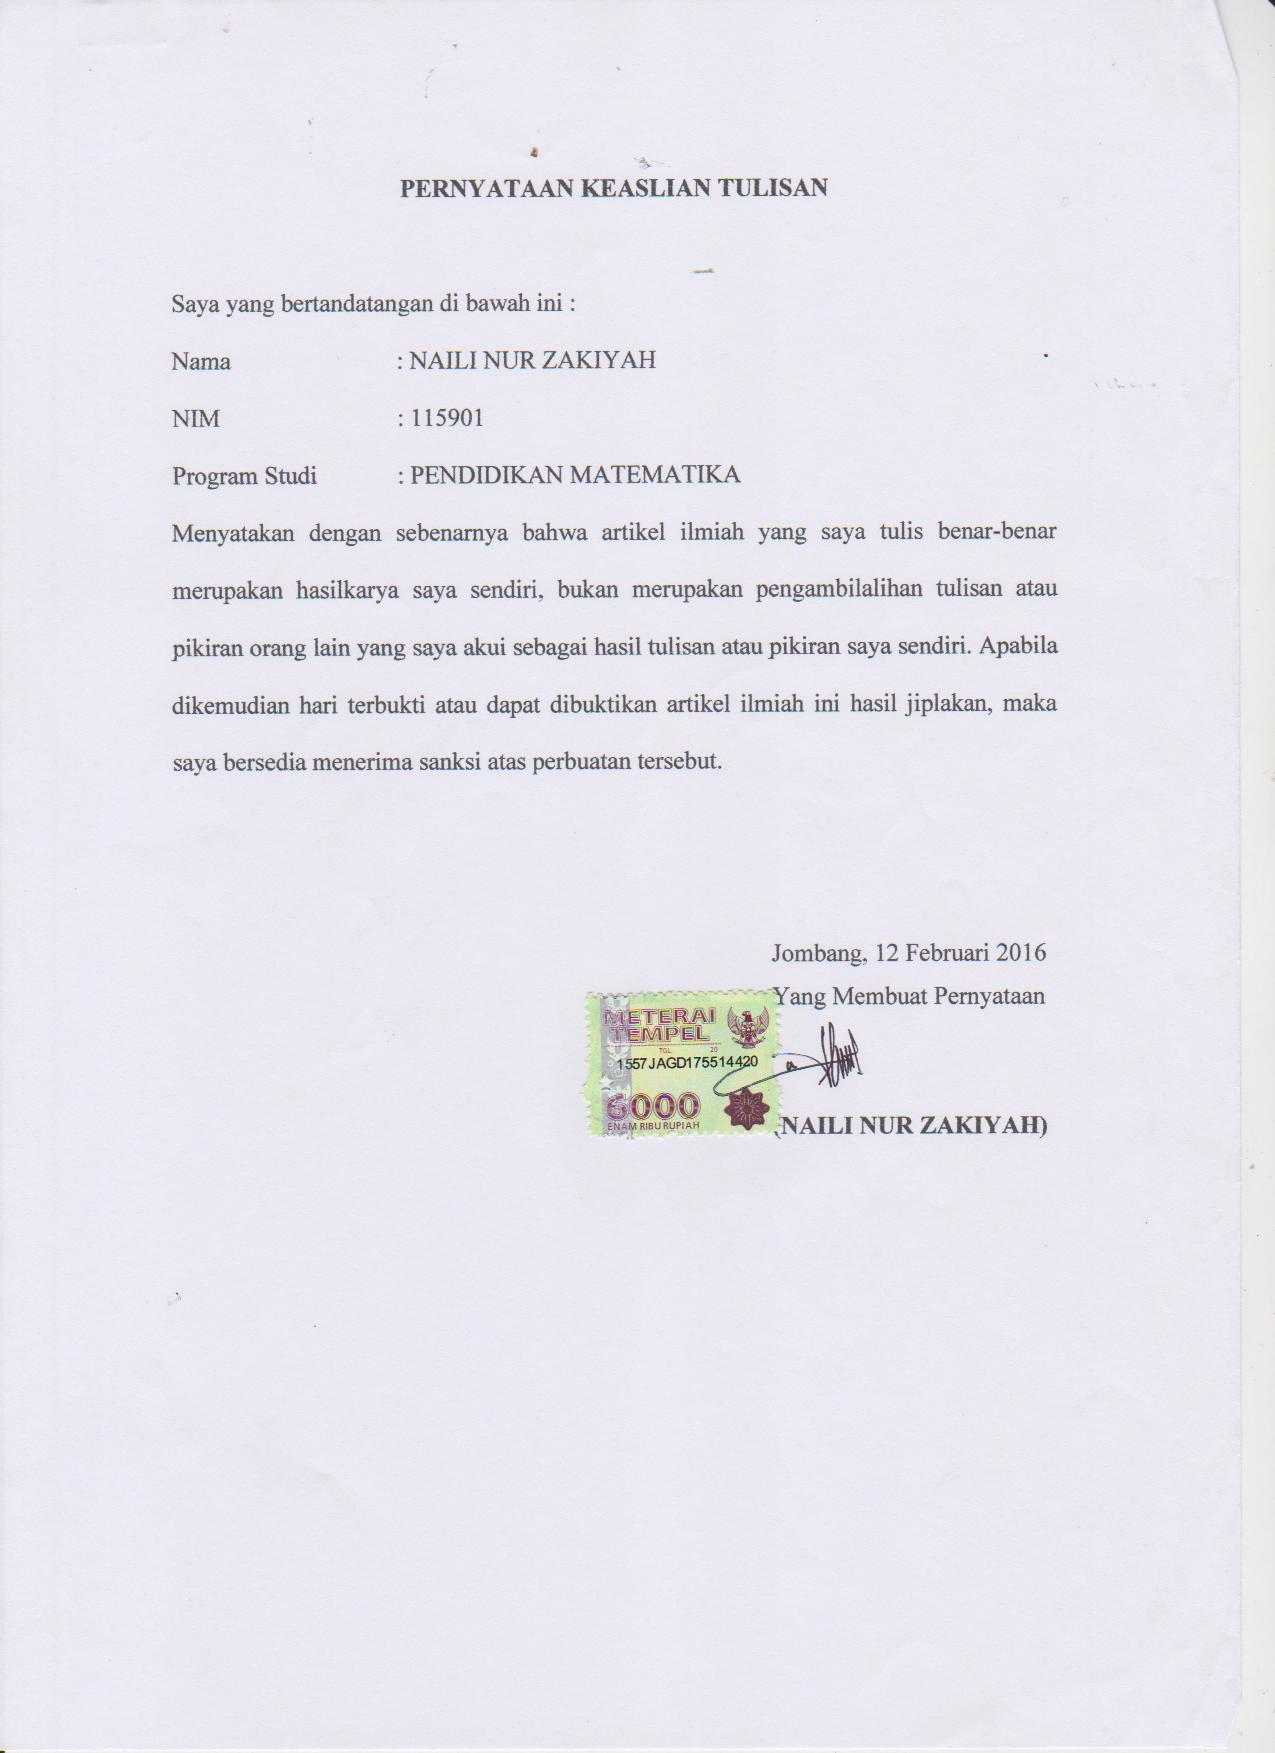 PERNYATAAN KEASLIAN TULISAN
Saya yang bertandatangan di bawah ini :
Nama : NAILI NUR ZAKIYAH
NIM : 115901
Program Studi : PENDIDIKAN MATEMATIKA
Menyatakan dengan sebenarnya bahwa artikel ilmiah yang saya tulis benar-benar
merupakan hasilkarya saya sendiri, bukan merupakan pengambilalihan tulisan atau
pikiran orang lain yang saya akui sebagai hasil tulisan atau pikiran saya sendiri. Apabila
dikemudian hari terbukti atau dapat dibuktikan artikel ilmiah ini hasil jiplakan, maka
saya bersedia menerima sanksi atas perbuatan tersebut.
Jombang, 12 Februari 2016
Yang Membuat Pernyataan
METERAI
TEMPEL
TGL. 20
1557JAGD175514420
6000
ENAM RIBU RUPIAH
(NAILI NUR ZAKIYAH)